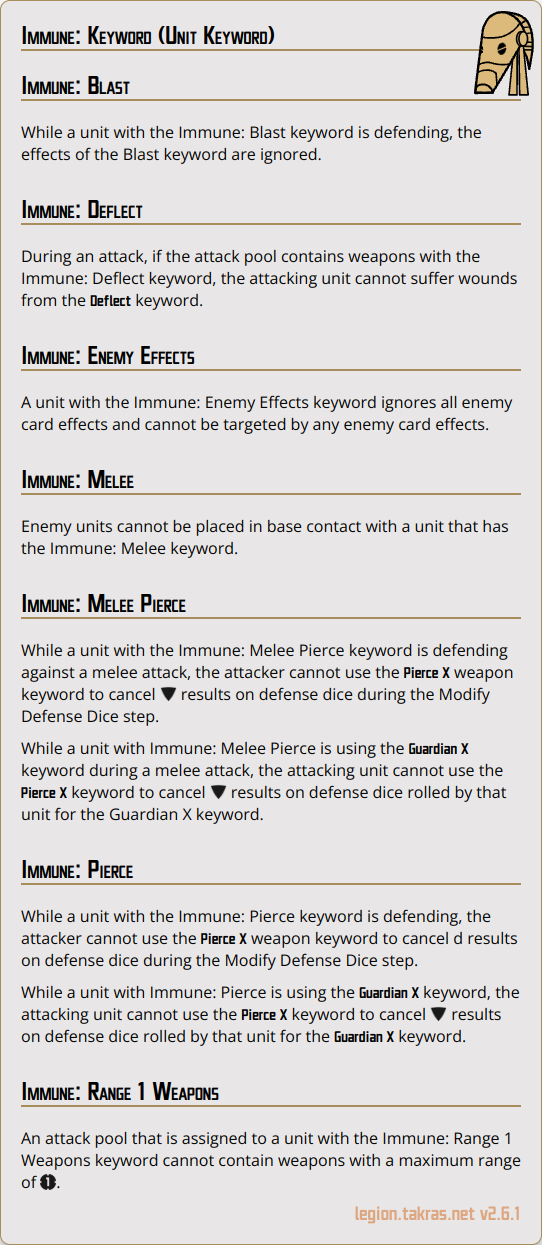 Immune: Keyword (Unit Keyword)
Immune: Blast
While a unit with the Immune: Blast keyword is defending, the
effects of the Blast keyword are ignored.
Immune: Deflect
During an attack, if the attack pool contains weapons with the
Immune: Deflect keyword, the attacking unit cannot suffer wounds
from the Deflect keyword.
Immune: Enemy Effects
A unit with the Immune: Enemy Effects keyword ignores all enemy
card effects and cannot be targeted by any enemy card effects.
Immune: Melee
Enemy units cannot be placed in base contact with a unit that has
the Immune: Melee keyword.
Immune: Melee Pierce
While a unit with the Immune: Melee Pierce keyword is defending
against a melee attack, the attacker cannot use the Pierce X weapon
keyword to cancel results on defense dice during the Modify
Defense Dice step.
While a unit with Immune: Melee Pierce is using the Guardian X
keyword during a melee attack, the attacking unit cannot use the
Pierce X keyword to cancel results on defense dice rolled by that
unit for the Guardian X keyword.
Immune: Pierce
While a unit with the Immune: Pierce keyword is defending, the
attacker cannot use the Pierce X weapon keyword to cancel d results
on defense dice during the Modify Defense Dice step.
While a unit with Immune: Pierce is using the Guardian X keyword, the
attacking unit cannot use the Pierce X keyword to cancel results
on defense dice rolled by that unit for the Guardian X keyword.
Immune: Range 1 Weapons
An attack pool that is assigned to a unit with the Immune: Range 1
Weapons keyword cannot contain weapons with a maximum range
of 1.
legion.takras.net v2.6.1